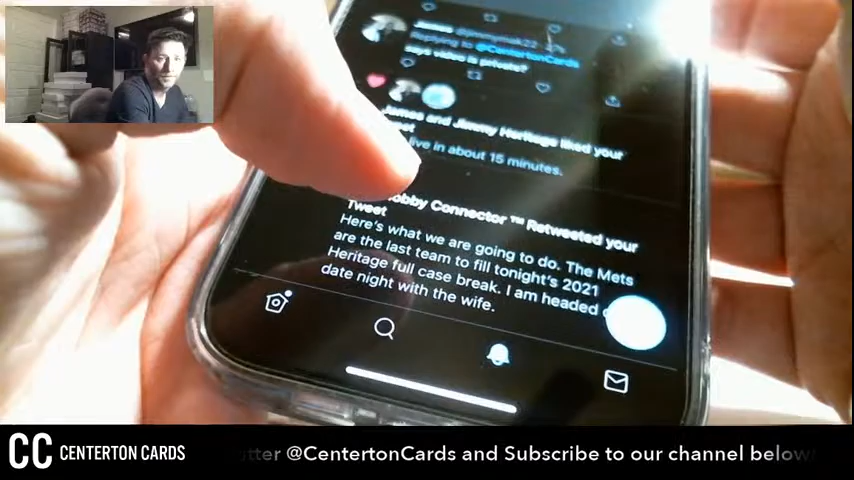 James @jimmymak22
Replying to @CentertonCards
says video is private?
James and Jimmy Heritage liked your
live in about 15 minutes.
Hobby Connector ™ Retweeted your
Tweet
Here's what we are going to do. The Mets
are the last team to fill tonight's 2021
Heritage full case break. I am headed
date night with the wife.
CC CENTERTON CARDS
@CentertonCards and Subscribe to our channel below